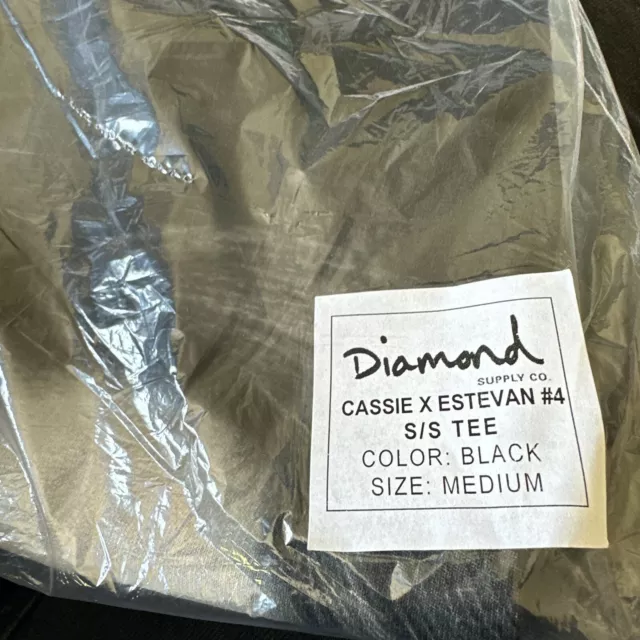 Diamond
SUPPLY CO.
CASSIE X ESTEVAN #4
S/S TEE
COLOR: BLACK
SIZE: MEDIUM